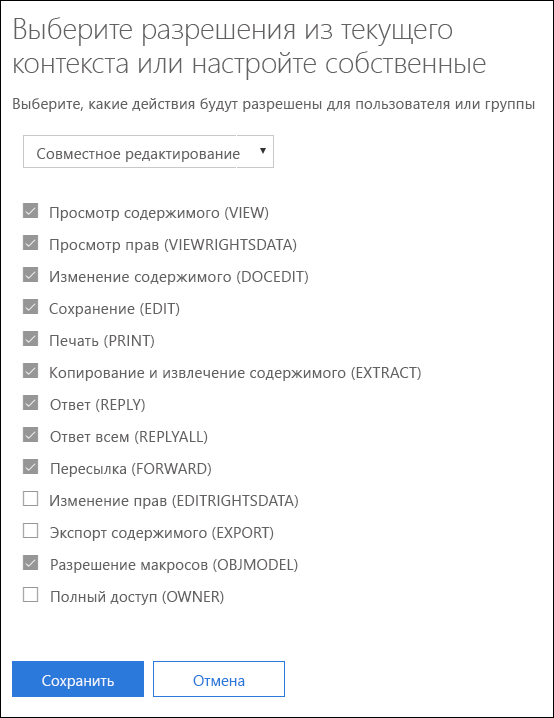 Выберите разрешения из текущего
контекста или настройте собственные
Выберите, какие действия будут разрешены для пользователя или группы
Совместное редактирование
Просмотр содержимого (VIEW)
Просмотр прав (VIEWRIGHTSDATA)
Изменение содержимого (DOCEDIT)
Сохранение (EDIT)
Печать (PRINT)
Копирование и извлечение содержимого (EXTRACT)
Ответ (REPLY)
Ответ всем (REPLYALL)
Пересылка (FORWARD)
Изменение прав (EDITRIGHTSDATA)
Экспорт содержимого (EXPORT)
Разрешение макросов (OBJMODEL)
Полный доступ (OWNER)
Сохранить Отмена